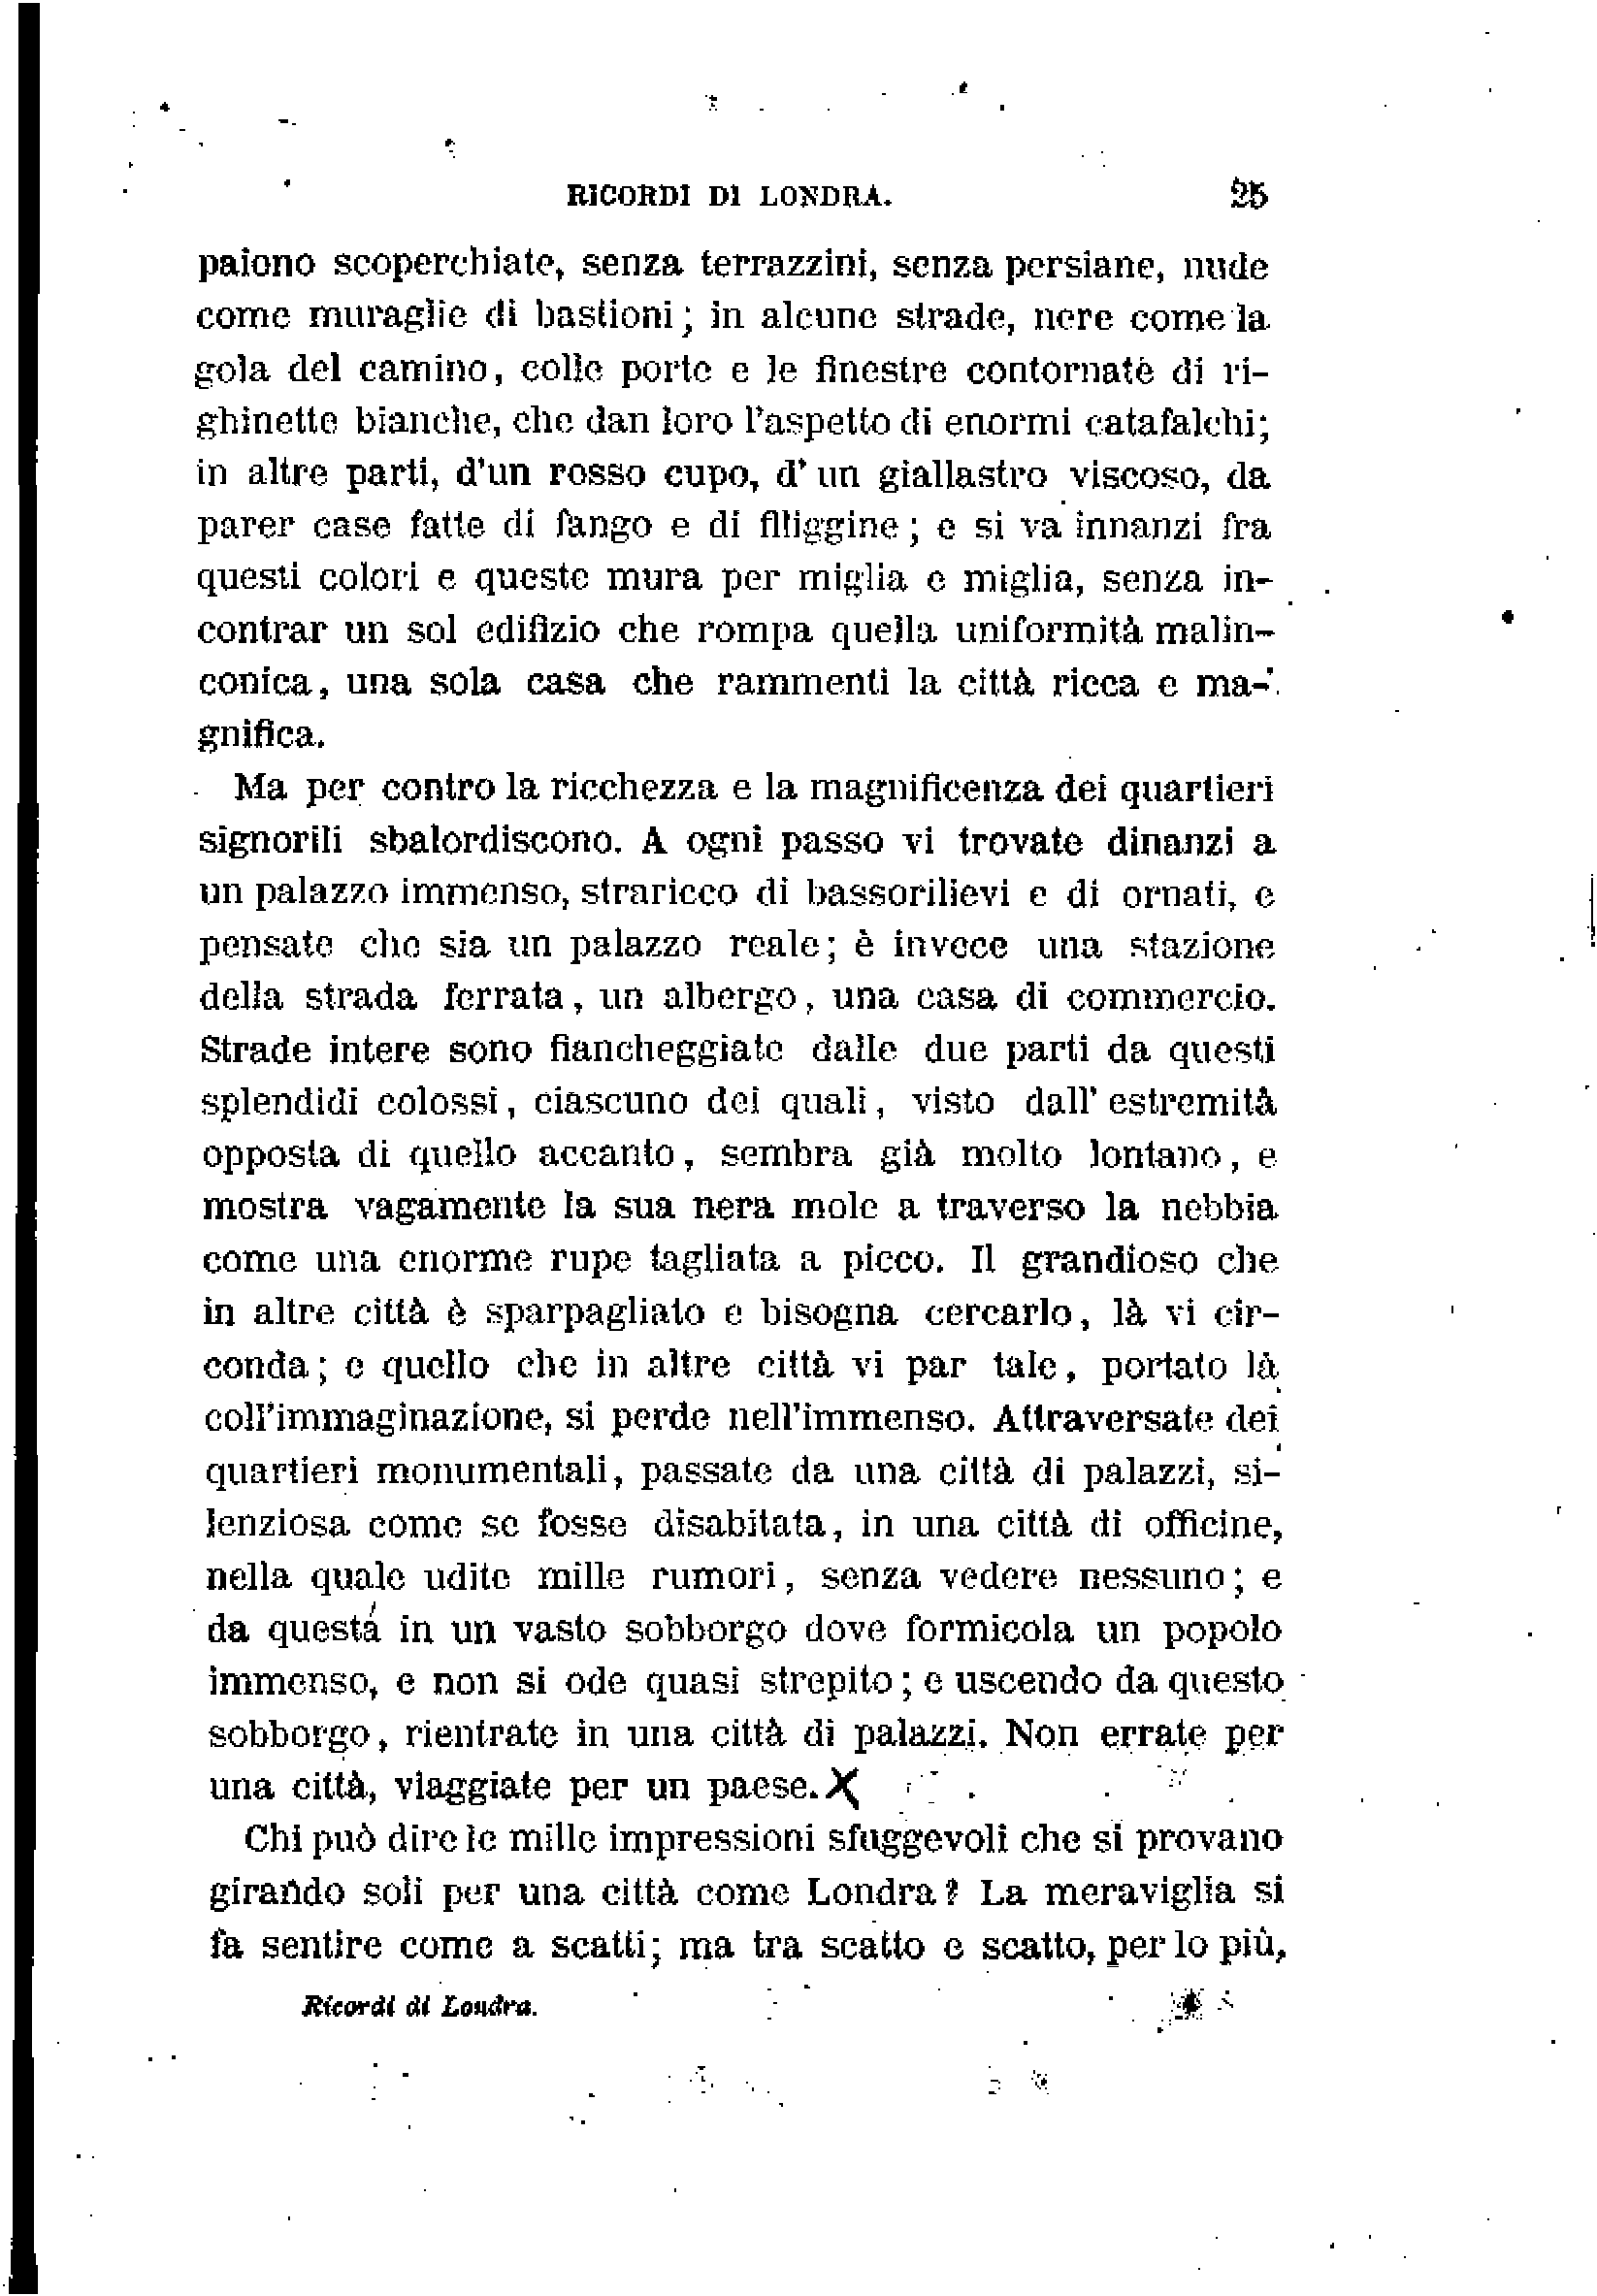 RICORDI DI LONDRA. 25
paiono scoperchiate, senza terrazzini, senza persiane, nude
come muraglie di bastioni; in alcune strade, nere come la
gola del camino, colle porte e le finestre contornate di ri-
ghinette bianche, che dan loro l'aspetto di enormi catafalchi;
in altre parti, d'un rosso cupo, d'un giallastro viscoso, da
parer case fatte di fango e di filiggine; e si va innanzi fra
questi colori e queste mura per miglia e miglia, senza in-
contrar un sol edifizio che rompa quella uniformità malin-
conica, una sola casa che rammenti la città ricca e ma-
gnifica.
Ma per contro la ricchezza e la magnificenza dei quartieri
signorili sbalordiscono. A ogni passo vi trovate dinanzi a
un palazzo immenso, straricco di bassorilievi e di ornati, e
pensate che sia un palazzo reale; è invece una stazione
della strada ferrata, un albergo, una casa di commercio.
Strade intere sono fiancheggiate dalle due parti da questi
splendidi colossi, ciascuno dei quali, visto dall'estremità
opposta di quello accanto, sembra già molto lontano, e
mostra vagamente la sua nera mole a traverso la nebbia
come una enorme rupe tagliata a picco. Il grandioso che
in altre città è sparpagliato e bisogna cercarlo, là vi cir-
conda; e quello che in altre città vi par tale, portato là
coll'immaginazione, si perde nell'immenso. Attraversate dei
quartieri monumentali, passate da una città di palazzi, si-
lenziosa come se fosse disabitata, in una città di officine,
nella quale udite mille rumori, senza vedere nessuno; e
da questa in un vasto sobborgo dove formicola un popolo
immenso, e non si ode quasi strepito; e uscendo da questo
sobborgo, rientrate in una città di palazzi. Non errate per
una città, viaggiate per un paese. X
Chi può dire le mille impressioni sfuggevoli che si provano
girando soli per una città come Londra? La meraviglia si
fa sentire come a scatti; ma tra scatto e scatto, per lo più,
Ricordi di Londra.